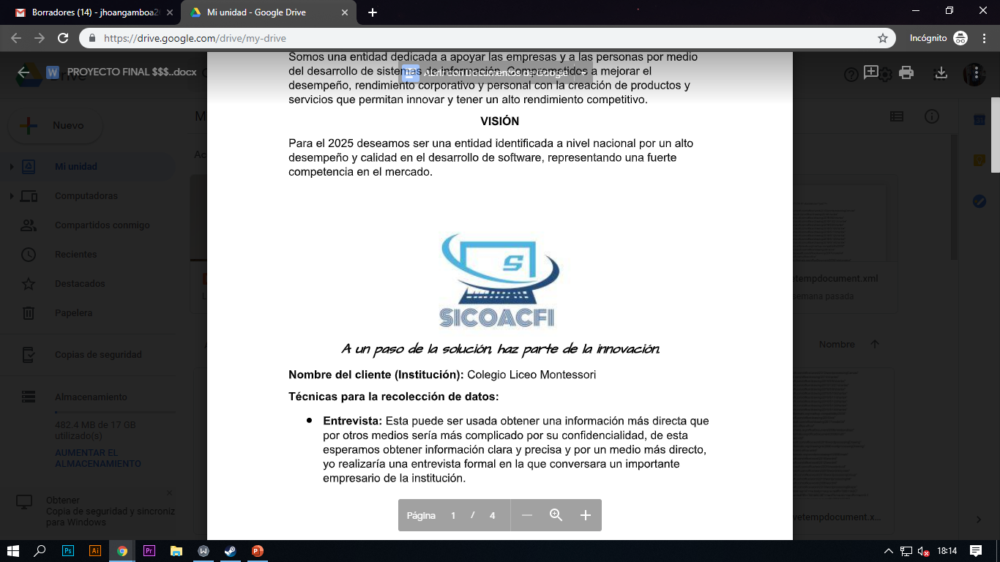 Borradores (14) - jhoangamboa2
Mi unidad - Google Drive
https://drive.google.com/drive/my-drive
Incógnito
PROYECTO FINAL $$$..docx
Abrir con Documentos de Google
Nuevo
Mi unidad
Computadoras
Compartidos conmigo
Recientes
Destacados
Papelera
Copias de seguridad
Almacenamiento
482.4 MB de 17 GB
utilizado(s)
AUMENTAR EL
ALMACENAMIENTO
Obtener
Copia de seguridad y sincroniz
para Windows
Somos una entidad dedicada a apoyar las empresas y a las personas por medio
del desarrollo de sistemas de información. Comprometidos a mejorar el
desempeño, rendimiento corporativo y personal con la creación de productos y
servicios que permitan innovar y tener un alto rendimiento competitivo.
VISIÓN
Para el 2025 deseamos ser una entidad identificada a nivel nacional por un alto
desempeño y calidad en el desarrollo de software, representando una fuerte
competencia en el mercado.
S
SICOACFI
A un paso de la solución, haz parte de la innovación.
Nombre del cliente (Institución): Colegio Liceo Montessori
Técnicas para la recolección de datos:
• Entrevista: Esta puede ser usada obtener una información más directa que
por otros medios sería más complicado por su confidencialidad, de esta
esperamos obtener información clara y precisa y por un medio más directo,
yo realizaría una entrevista formal en la que conversara un importante
empresario de la institución.
Página 1 / 4
etempdocument.xml
semana pasada
Nombre
vetempdocument.x...
Ps
Ai
Pr
18:14